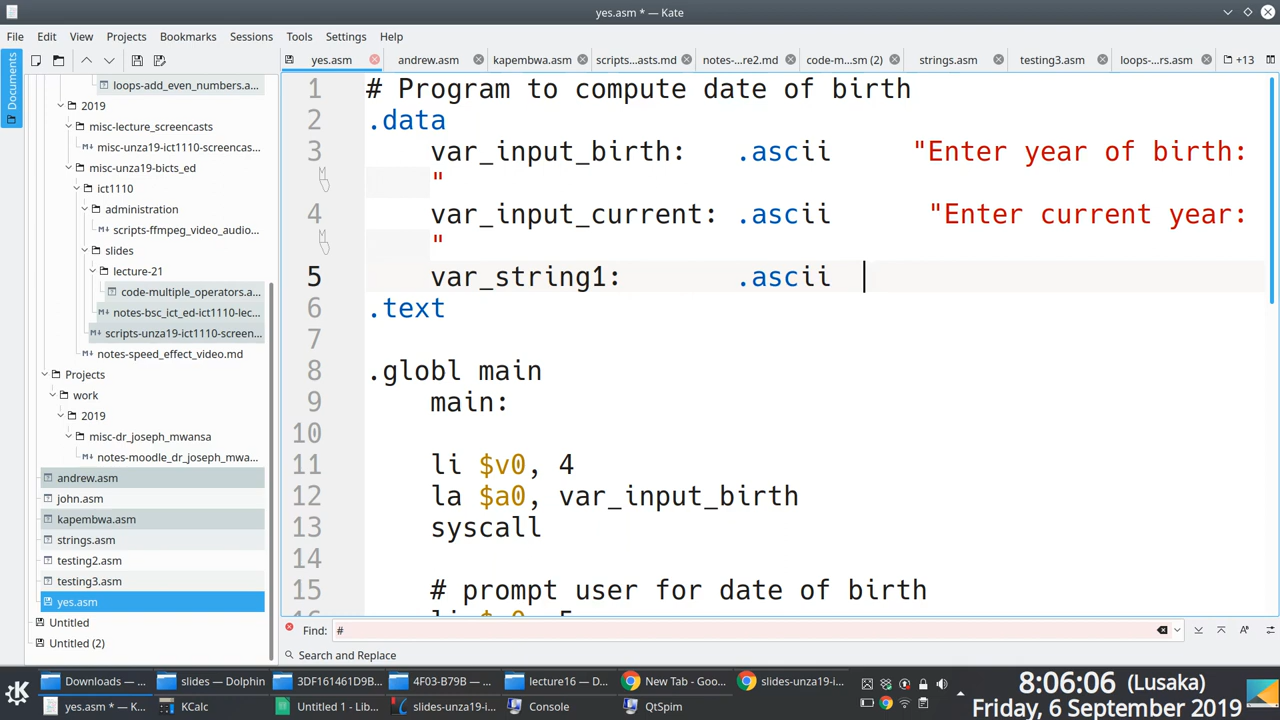 yes.asm * — Kate
File Edit View Projects Bookmarks Sessions Tools Settings Help
Documents
yes.asm andrew.asm kapembwa.asm scripts...asts.md notes-...re2.md code-m...sm (2) strings.asm testing3.asm loops-...rs.asm +13
loops-add_even_numbers.a...
2019
misc-lecture_screencasts
misc-unza19-ict1110-screencas...
misc-unza19-bicts_ed
ict1110
administration
scripts-ffmpeg_video_audio...
slides
lecture-21
code-multiple_operators.a...
notes-bsc_ict_ed-ict1110-lec...
scripts-unza19-ict1110-screen...
notes-speed_effect_video.md
Projects
work
2019
misc-dr_joseph_mwansa
notes-moodle_dr_joseph_mwa...
andrew.asm
john.asm
kapembwa.asm
strings.asm
testing2.asm
testing3.asm
yes.asm
Untitled
Untitled (2)
1 # Program to compute date of birth
2 .data
3 var_input_birth: .ascii "Enter year of birth:
"
4 var_input_current: .ascii "Enter current year:
"
5 var_string1: .ascii
6 .text
7
8 .globl main
9 main:
10
11 li $v0, 4
12 la $a0, var_input_birth
13 syscall
14
15 # prompt user for date of birth
Find: #
Search and Replace
Downloads — ... slides — Dolphin 3DF161461D9B... 4F03-B79B — ... lecture16 — D... New Tab - Goo... slides-unza19-i...
yes.asm * — K... KCalc Untitled 1 - Lib... slides-unza19-i... Console QtSpim
8:06:06 (Lusaka)
Friday, 6 September 2019